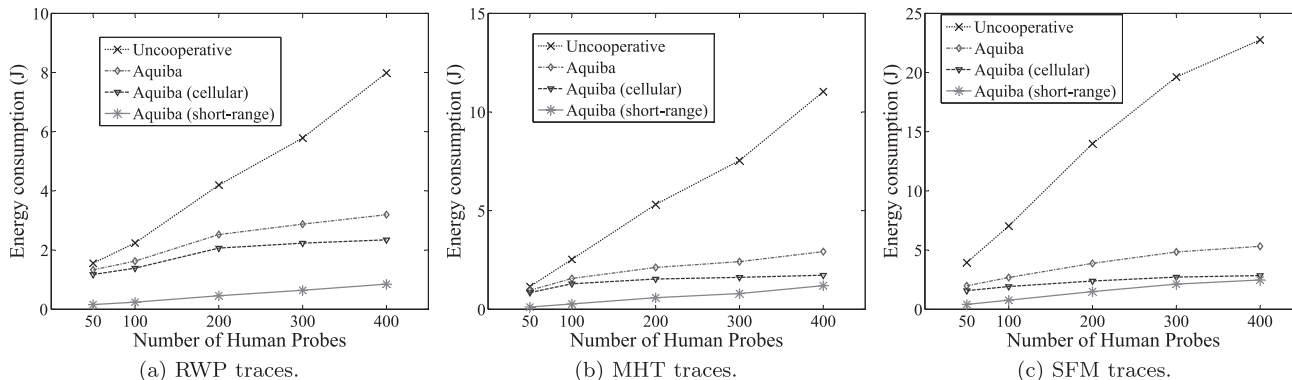 10
8
6
4
2
0
Energy consumption (J)
Uncooperative
Aquiba
Aquiba (cellular)
Aquiba (short-range)
50 100 200 300 400
Number of Human Probes
(a) RWP traces.
15
10
5
0
Energy consumption (J)
Uncooperative
Aquiba
Aquiba (cellular)
Aquiba (short-range)
50 100 200 300 400
Number of Human Probes
(b) MHT traces.
25
20
15
10
5
0
Energy consumption (J)
Uncooperative
Aquiba
Aquiba (cellular)
Aquiba (short-range)
50 100 200 300 400
Number of Human Probes
(c) SFM traces.